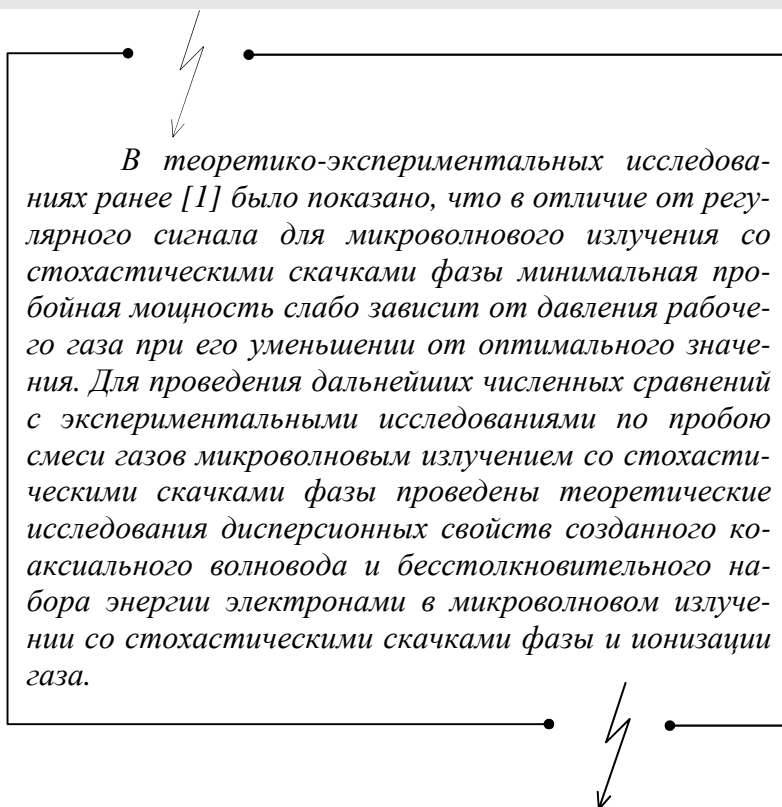 В теоретико-экспериментальных исследова-
ниях ранее [1] было показано, что в отличие от регу-
лярного сигнала для микроволнового излучения со
стохастическими скачками фазы минимальная про-
бойная мощность слабо зависит от давления рабоче-
го газа при его уменьшении от оптимального значе-
ния. Для проведения дальнейших численных сравнений
с экспериментальными исследованиями по пробою
смеси газов микроволновым излучением со стохасти-
ческими скачками фазы проведены теоретические
исследования дисперсионных свойств созданного ко-
аксиального волновода и бесстолкновительного на-
бора энергии электронами в микроволновом излуче-
нии со стохастическими скачками фазы и ионизации
газа.